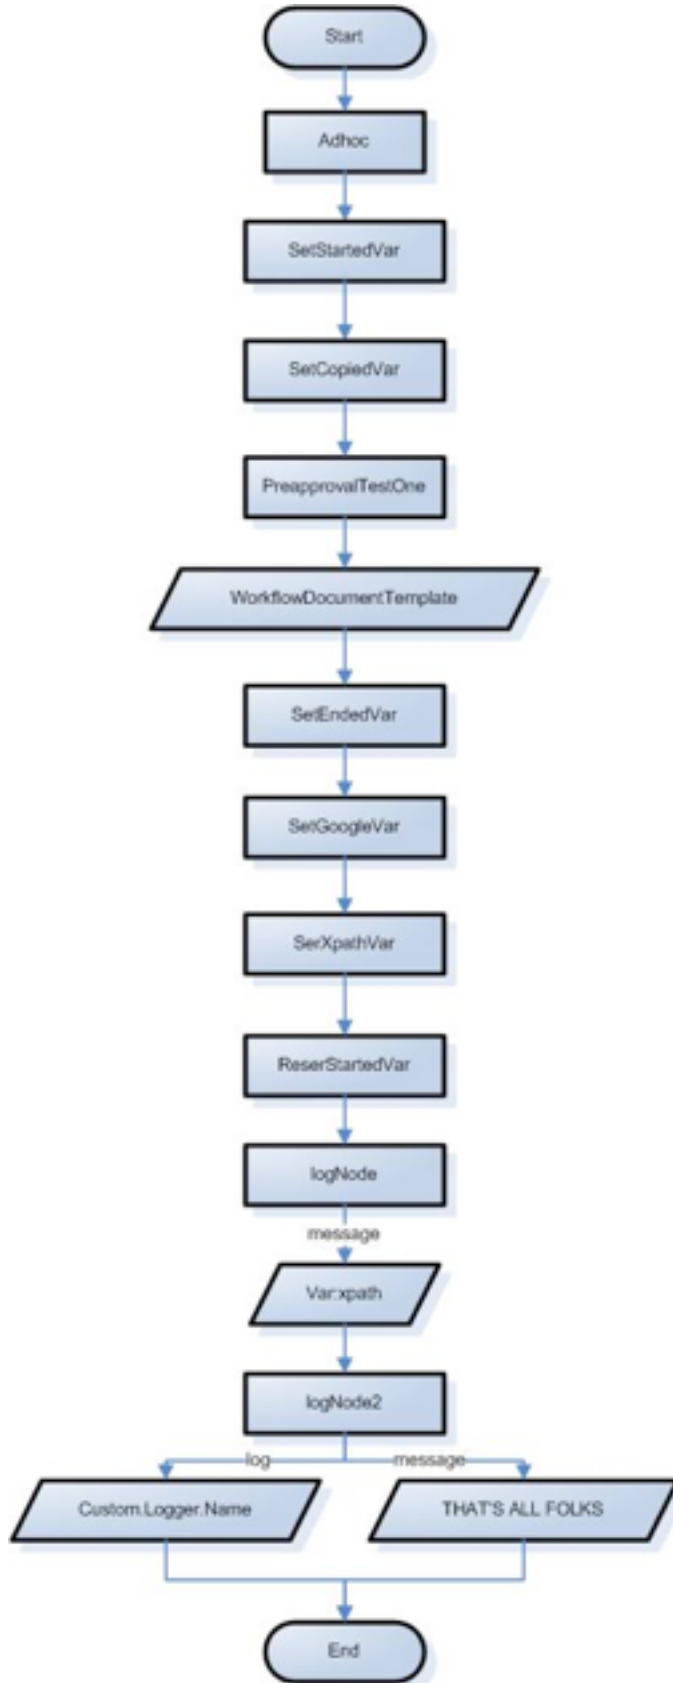 Start
Adhoc
SetStartedVar
SetCopiedVar
PreapprovalTestOne
WorkflowDocumentTemplate
SetEndedVar
SetGoogleVar
SerXpathVar
ReserStartedVar
logNode
message
Var:xpath
logNode2
log message
Custom.Logger.Name THAT'S ALL FOLKS
End